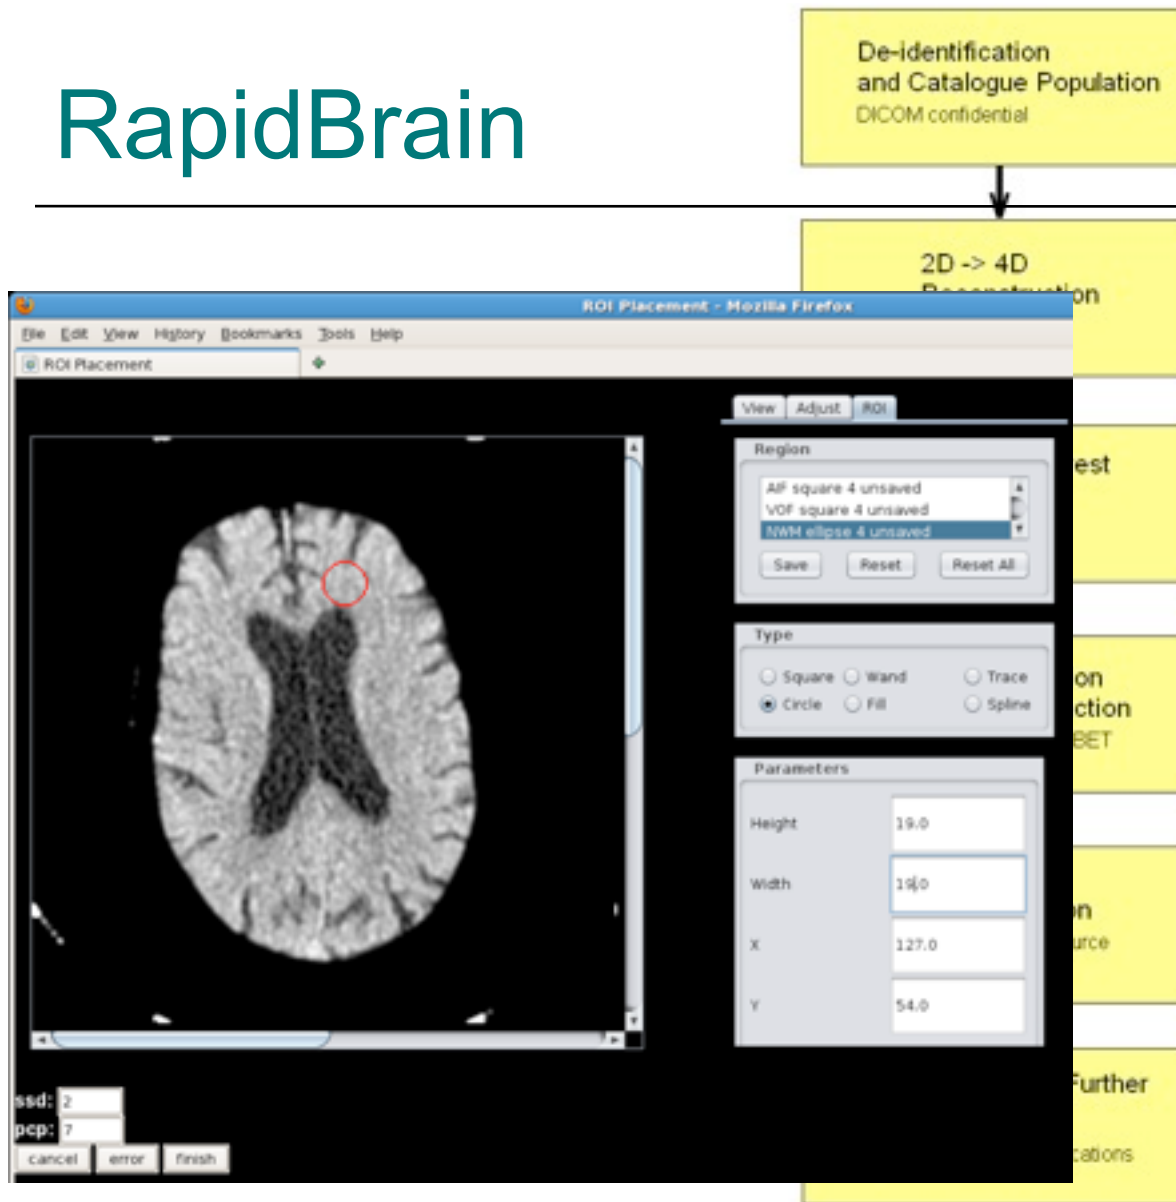 RapidBrain
De-identification
and Catalogue Population
DICOM confidential
2D -> 4D
Reconstruction
ROI Placement - Mozilla Firefox
File Edit View History Bookmarks Tools Help
ROI Placement
View Adjust ROI
Region
AIF square 4 unsaved
VOF square 4 unsaved
NWM ellipse 4 unsaved
Save Reset Reset All
Type
Square Wand Trace
Circle Fill Spline
Parameters
Height 19.0
Width 19.0
X 127.0
Y 54.0
ssd: 2
pcp: 7
cancel error finish
est
on
ction
BET
on
urce
Further
cations